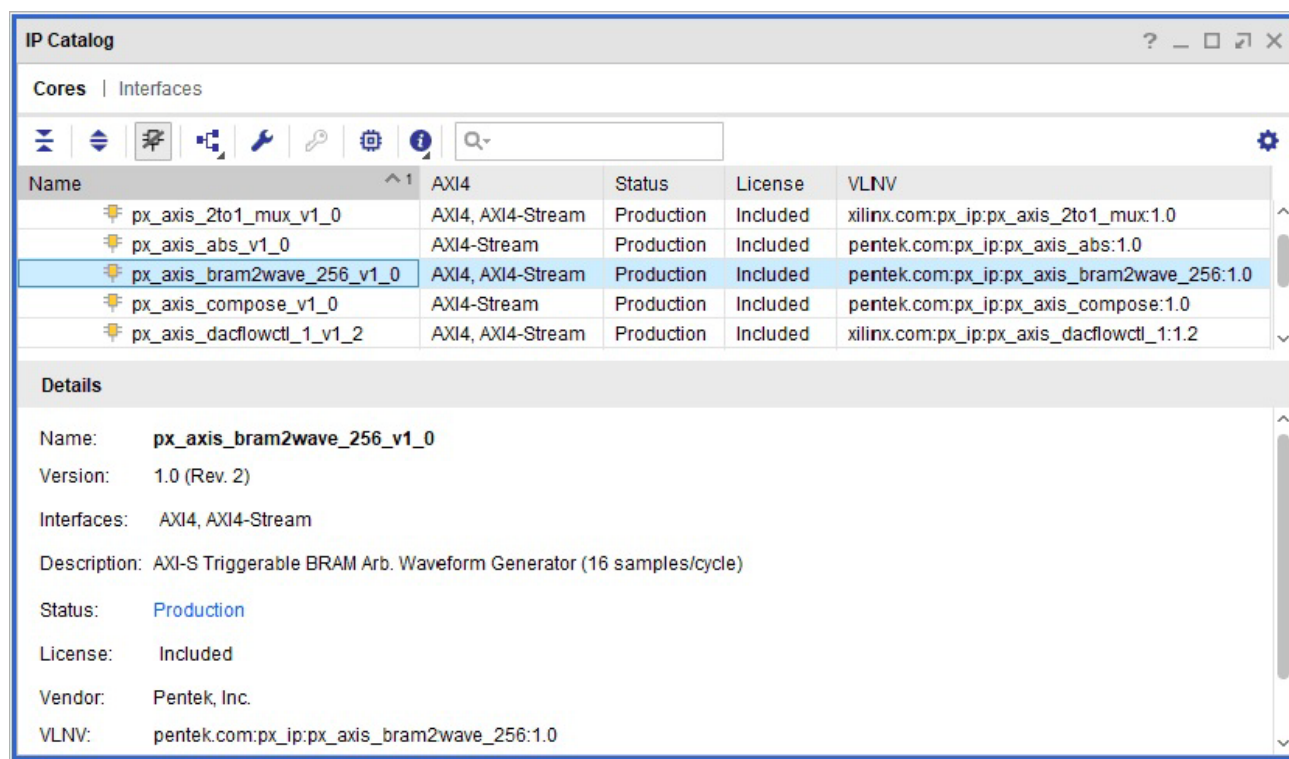 IP Catalog ? _ □ X
Cores | Interfaces
Q-
Name 1 AXI4 Status License VLNV
px_axis_2to1_mux_v1_0 AXI4, AXI4-Stream Production Included xilinx.com:px_ip:px_axis_2to1_mux:1.0
px_axis_abs_v1_0 AXI4-Stream Production Included pentek.com:px_ip:px_axis_abs:1.0
px_axis_bram2wave_256_v1_0 AXI4, AXI4-Stream Production Included pentek.com:px_ip:px_axis_bram2wave_256:1.0
px_axis_compose_v1_0 AXI4-Stream Production Included pentek.com:px_ip:px_axis_compose:1.0
px_axis_dacflowctl_1_v1_2 AXI4, AXI4-Stream Production Included xilinx.com:px_ip:px_axis_dacflowctl_1:1.2
Details
Name: px_axis_bram2wave_256_v1_0
Version: 1.0 (Rev. 2)
Interfaces: AXI4, AXI4-Stream
Description: AXI-S Triggerable BRAM Arb. Waveform Generator (16 samples/cycle)
Status: Production
License: Included
Vendor: Pentek, Inc.
VLNV: pentek.com:px_ip:px_axis_bram2wave_256:1.0